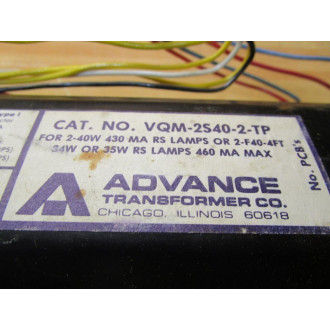 CAT. NO. VQM-2S40-2-TP
FOR 2-40W 430 MA RS LAMPS OR 2-F40-4FT
34W OR 35W RS LAMPS 460 MA MAX
ADVANCE
TRANSFORMER CO.
CHICAGO, ILLINOIS 60618
No. PCB's